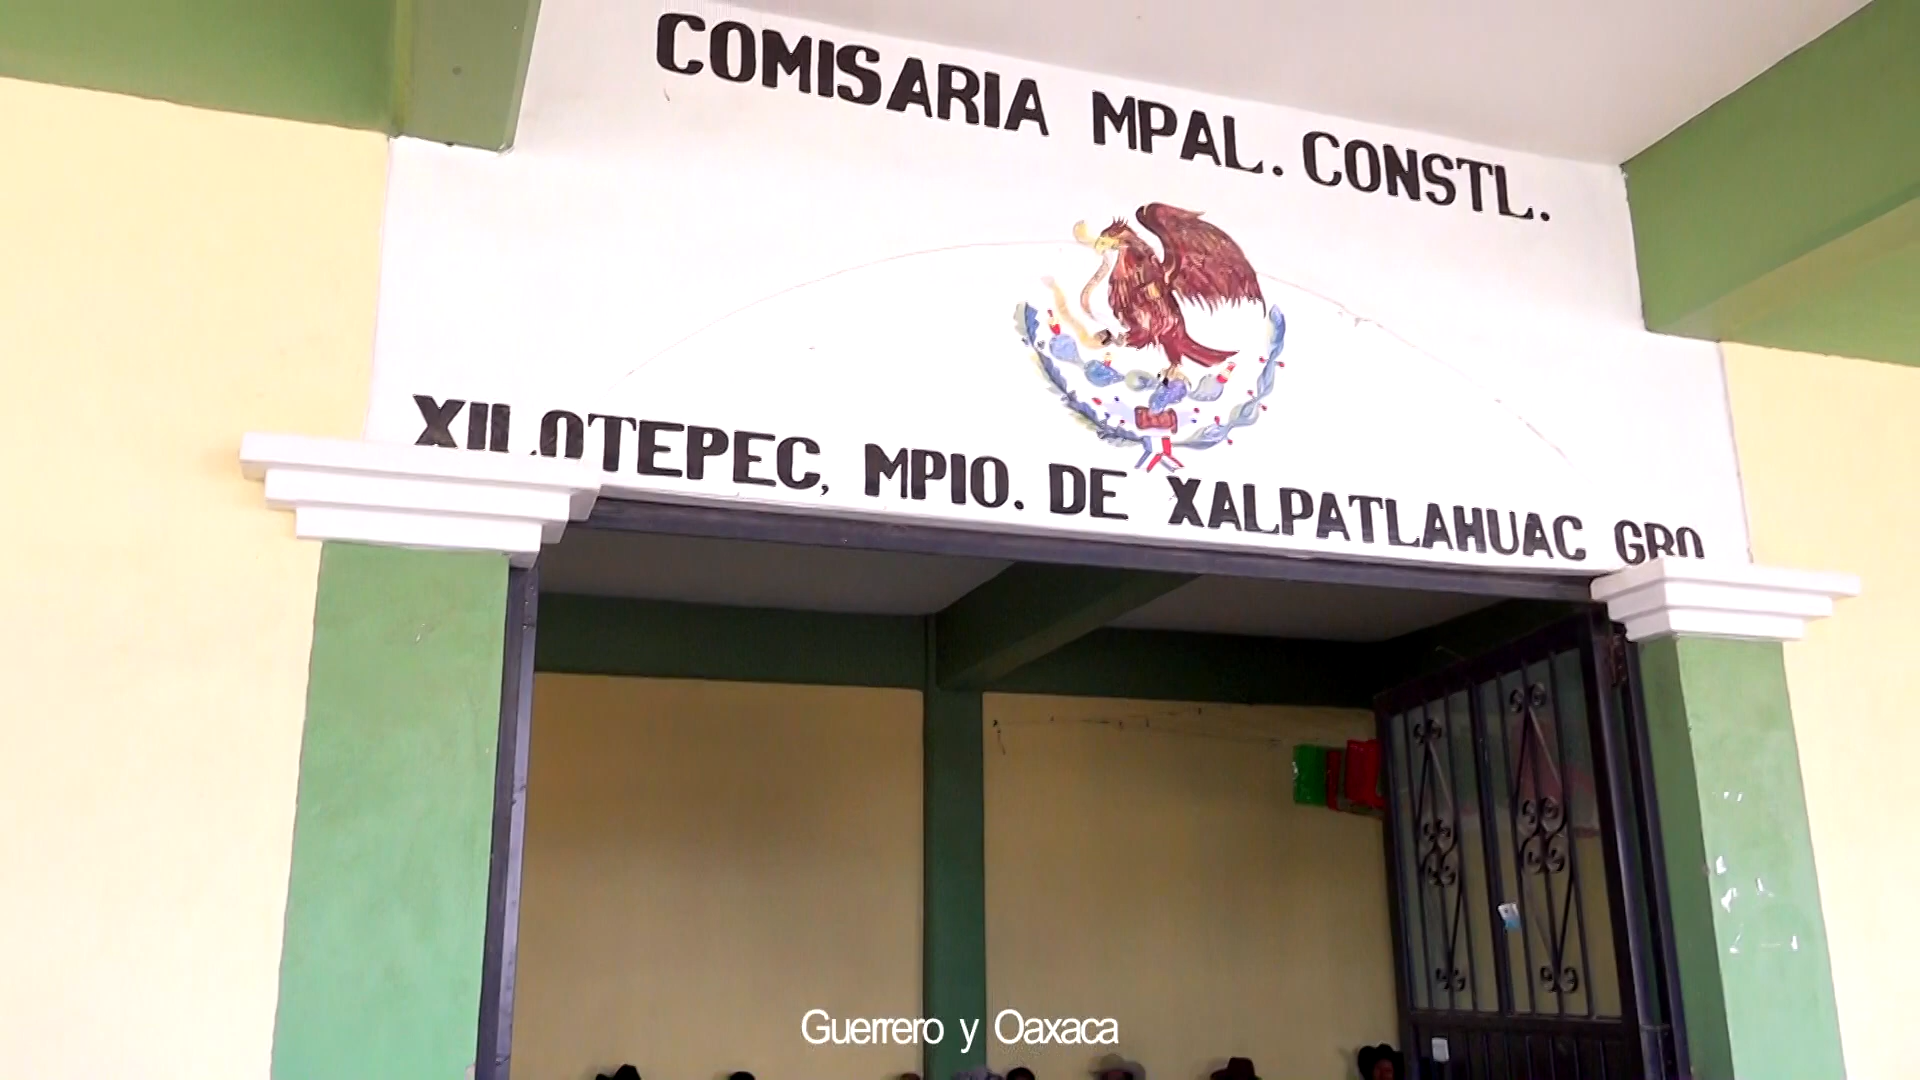 COMISARIA MPAL. CONSTL.
XILOTEPEC, MPIO. DE XALPATLAHUAC GRO
Guerrero y Oaxaca